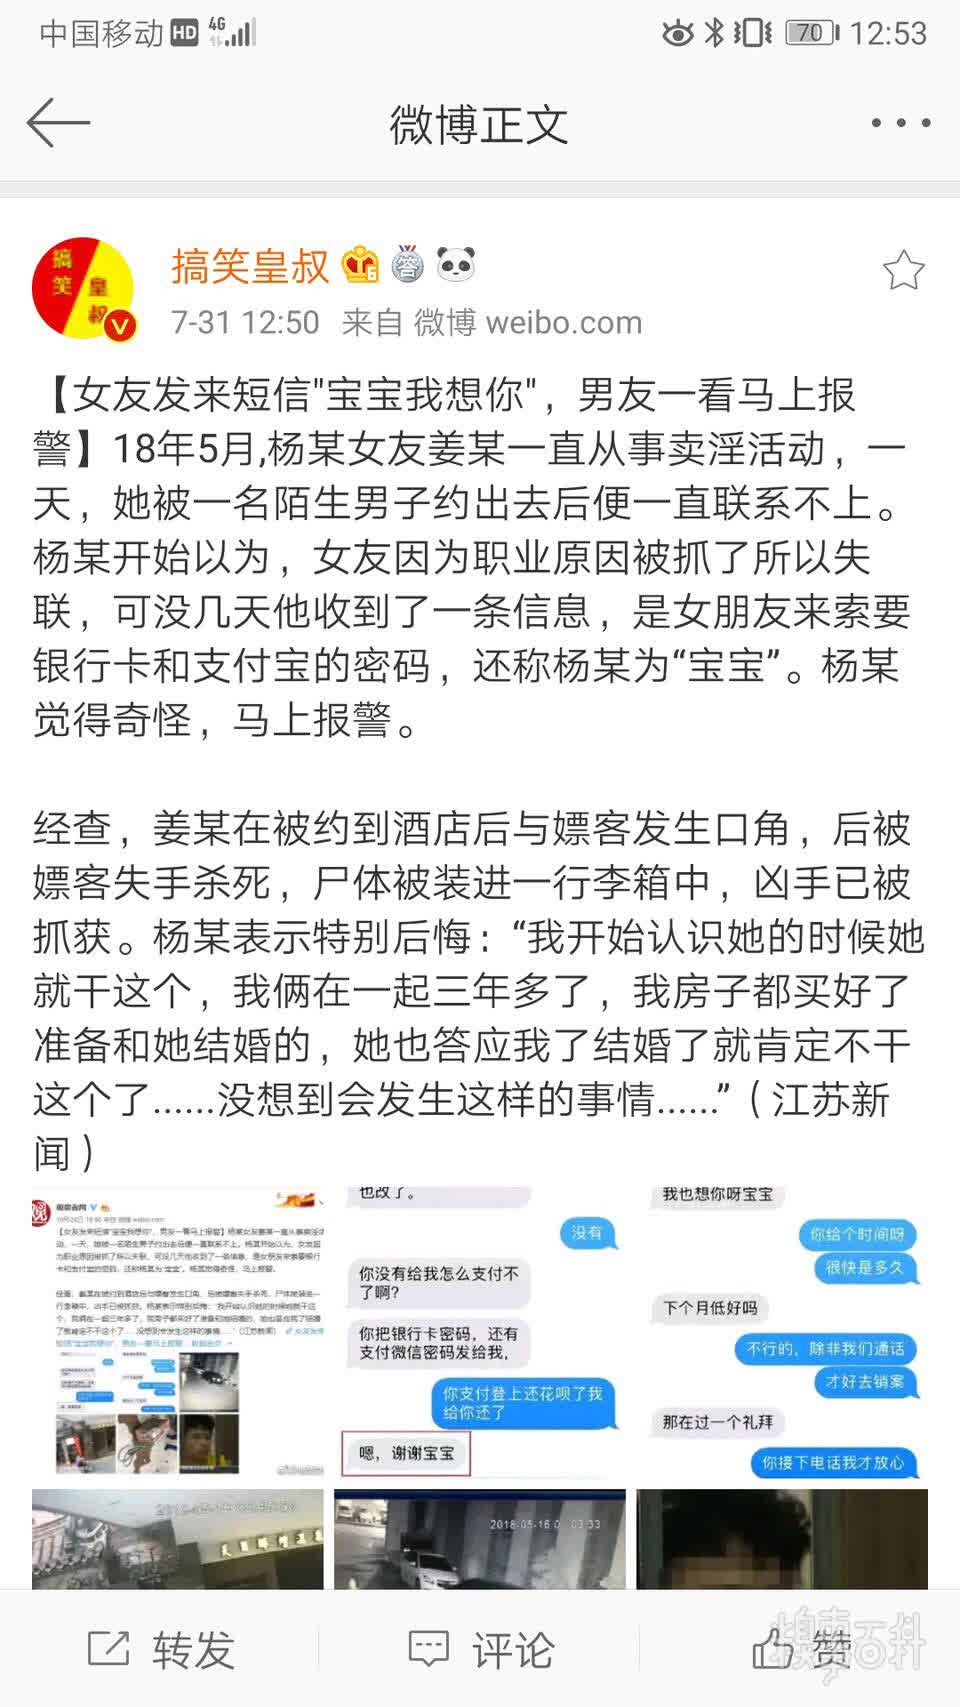 中国移动 HD 4G 70 12:53
微博正文
搞笑皇叔
搞笑皇叔 答
7-31 12:50 来自 微博 weibo.com
【女友发来短信"宝宝我想你"，男友一看马上报
警】18年5月,杨某女友姜某一直从事卖淫活动，一
天，她被一名陌生男子约出去后便一直联系不上。
杨某开始以为，女友因为职业原因被抓了所以失
联，可没几天他收到了一条信息，是女朋友来索要
银行卡和支付宝的密码，还称杨某为“宝宝”。杨某
觉得奇怪，马上报警。
经查，姜某在被约到酒店后与嫖客发生口角，后被
嫖客失手杀死，尸体被装进一行李箱中，凶手已被
抓获。杨某表示特别后悔：“我开始认识她的时候她
就干这个，我俩在一起三年多了，我房子都买好了
准备和她结婚的，她也答应我了结婚了就肯定不干
这个了......没想到会发生这样的事情......”（江苏新
闻）
也改了。
没有
你没有给我怎么支付不
了啊?
你把银行卡密码，还有
支付微信密码发给我，
你支付登上还花呗了我
给你还了
嗯，谢谢宝宝
我也想你呀宝宝
你给个时间呀
很快是多久
下个月低好吗
不行的，除非我们通话
才好去销案
那在过一个礼拜
你接下电话我才放心
2018-05-16 0 03:33
转发
评论
赞
搜索百科